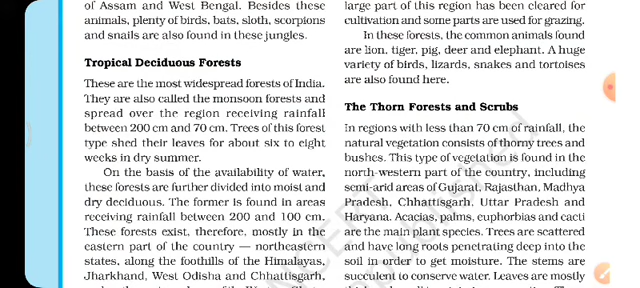 of Assam and West Bengal. Besides these
animals, plenty of birds, bats, sloth, scorpions
and snails are also found in these jungles.
Tropical Deciduous Forests
These are the most widespread forests of India.
They are also called the monsoon forests and
spread over the region receiving rainfall
between 200 cm and 70 cm. Trees of this forest
type shed their leaves for about six to eight
weeks in dry summer.
On the basis of the availability of water,
these forests are further divided into moist and
dry deciduous. The former is found in areas
receiving rainfall between 200 and 100 cm.
These forests exist, therefore, mostly in the
eastern part of the country — northeastern
states, along the foothills of the Himalayas,
Jharkhand, West Odisha and Chhattisgarh,
large part of this region has been cleared for
cultivation and some parts are used for grazing.
In these forests, the common animals found
are lion, tiger, pig, deer and elephant. A huge
variety of birds, lizards, snakes and tortoises
are also found here.
The Thorn Forests and Scrubs
In regions with less than 70 cm of rainfall, the
natural vegetation consists of thorny trees and
bushes. This type of vegetation is found in the
north-western part of the country, including
semi-arid areas of Gujarat, Rajasthan, Madhya
Pradesh, Chhattisgarh, Uttar Pradesh and
Haryana. Acacias, palms, euphorbias and cacti
are the main plant species. Trees are scattered
and have long roots penetrating deep into the
soil in order to get moisture. The stems are
succulent to conserve water. Leaves are mostly